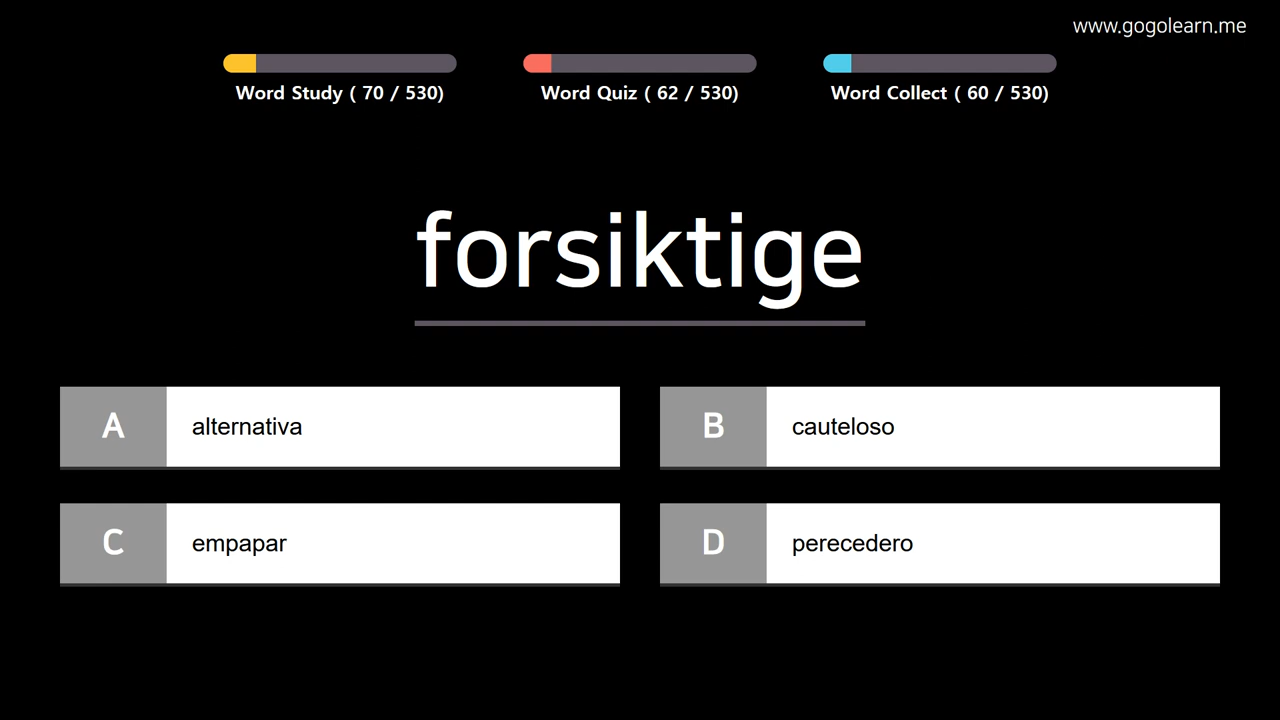 www.gogolearn.me
Word Study ( 70 / 530)
Word Quiz ( 62 / 530)
Word Collect ( 60 / 530)
forsiktige
A alternativa
B cauteloso
C empapar
D perecedero